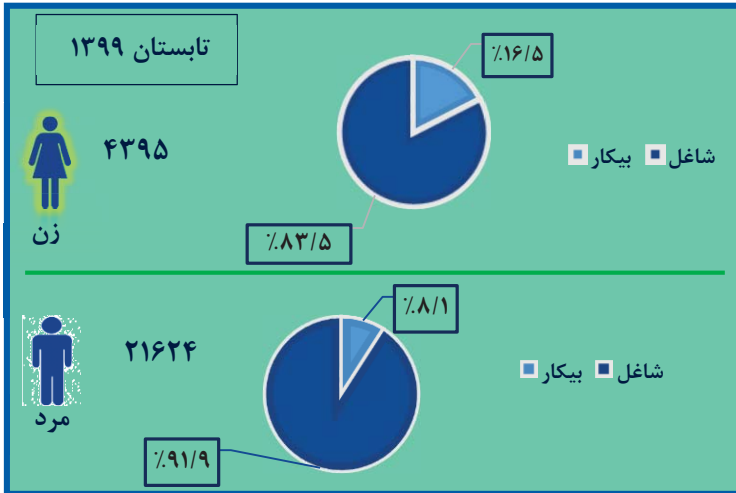 تابستان ۱۳۹۹
٪۱۶/۵
۴۳۹۵
شاغل بیکار
زن
٪۸۳/۵
٪۸/۱
۲۱۶۲۴
شاغل بیکار
مرد
٪۹۱/۹